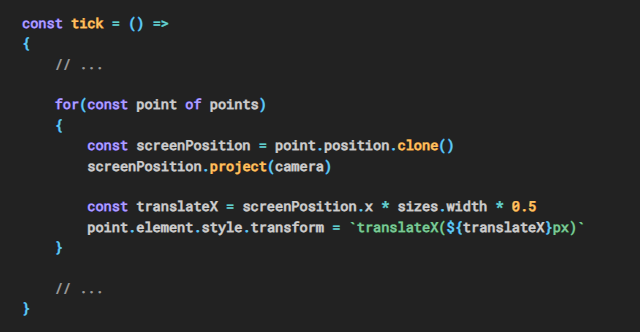 const tick = () =>
{
    // ...
    for(const point of points)
    {
        const screenPosition = point.position.clone()
        screenPosition.project(camera)
        const translateX = screenPosition.x * sizes.width * 0.5
        point.element.style.transform = `translateX(${translateX}px)`
    }
    // ...
}